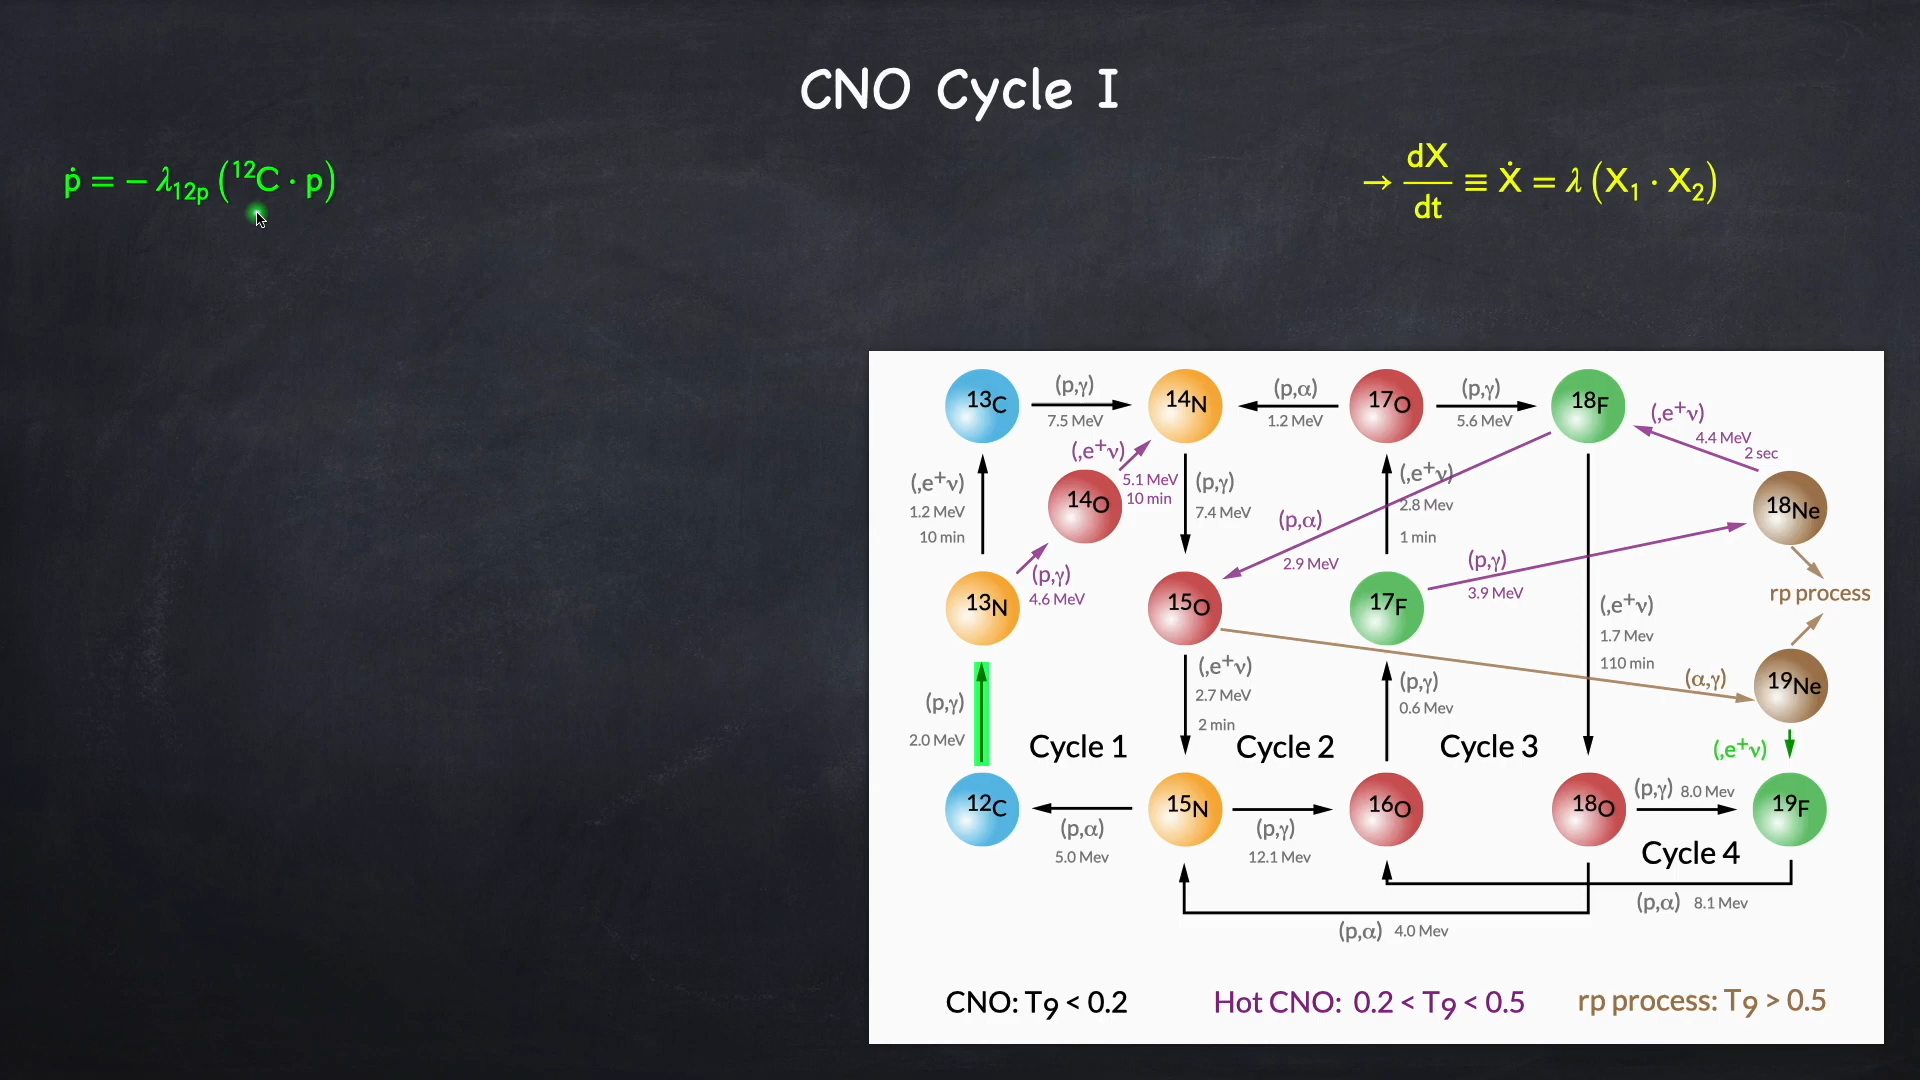 CNO Cycle I
ṗ = − λ₁₂ₚ (¹²C · p)
→ dX/dt ≡ Ẋ = λ (X₁ · X₂)
¹³C
(p,γ)
7.5 MeV
¹⁴N
(p,α)
1.2 MeV
¹⁷O
(p,γ)
5.6 MeV
¹⁸F
(,e⁺ν)
4.4 MeV
2 sec
(,e⁺ν)
1.2 MeV
10 min
(,e⁺ν)
5.1 MeV
10 min
¹⁴O
(p,γ)
7.4 MeV
(p,α)
2.9 MeV
(,e⁺ν)
2.8 Mev
1 min
(p,γ)
3.9 MeV
¹⁸Ne
rp process
¹³N
(p,γ)
4.6 MeV
¹⁵O
¹⁷F
(,e⁺ν)
1.7 Mev
110 min
(α,γ)
¹⁹Ne
(p,γ)
2.0 MeV
(,e⁺ν)
2.7 MeV
2 min
(p,γ)
0.6 Mev
Cycle 1
Cycle 2
Cycle 3
(,e⁺ν)
¹²C
(p,α)
5.0 Mev
¹⁵N
(p,γ)
12.1 MeV
¹⁶O
¹⁸O
(p,γ) 8.0 Mev
¹⁹F
Cycle 4
(p,α) 8.1 Mev
(p,α) 4.0 Mev
CNO: T₉ < 0.2
Hot CNO: 0.2 < T₉ < 0.5
rp process: T₉ > 0.5